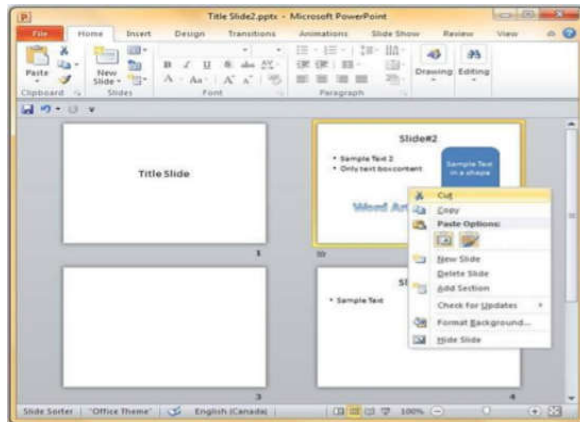 Title Slide2.pptx - Microsoft PowerPoint
File Home Insert Design Transitions Animations Slide Show Review View
Paste
New
Slide
Drawing Editing
Clipboard Slides Font Paragraph
Title Slide
1
Slide#2
• Sample Text 2
• Only text box content
Sample Text
in a shape
Word Art
Cut
Copy
Paste Options:
New Slide
Delete Slide
Add Section
Check for Updates
Format Background...
Hide Slide
3
• Sample Text
4
Slide Sorter "Office Theme" English (Canada) 100%